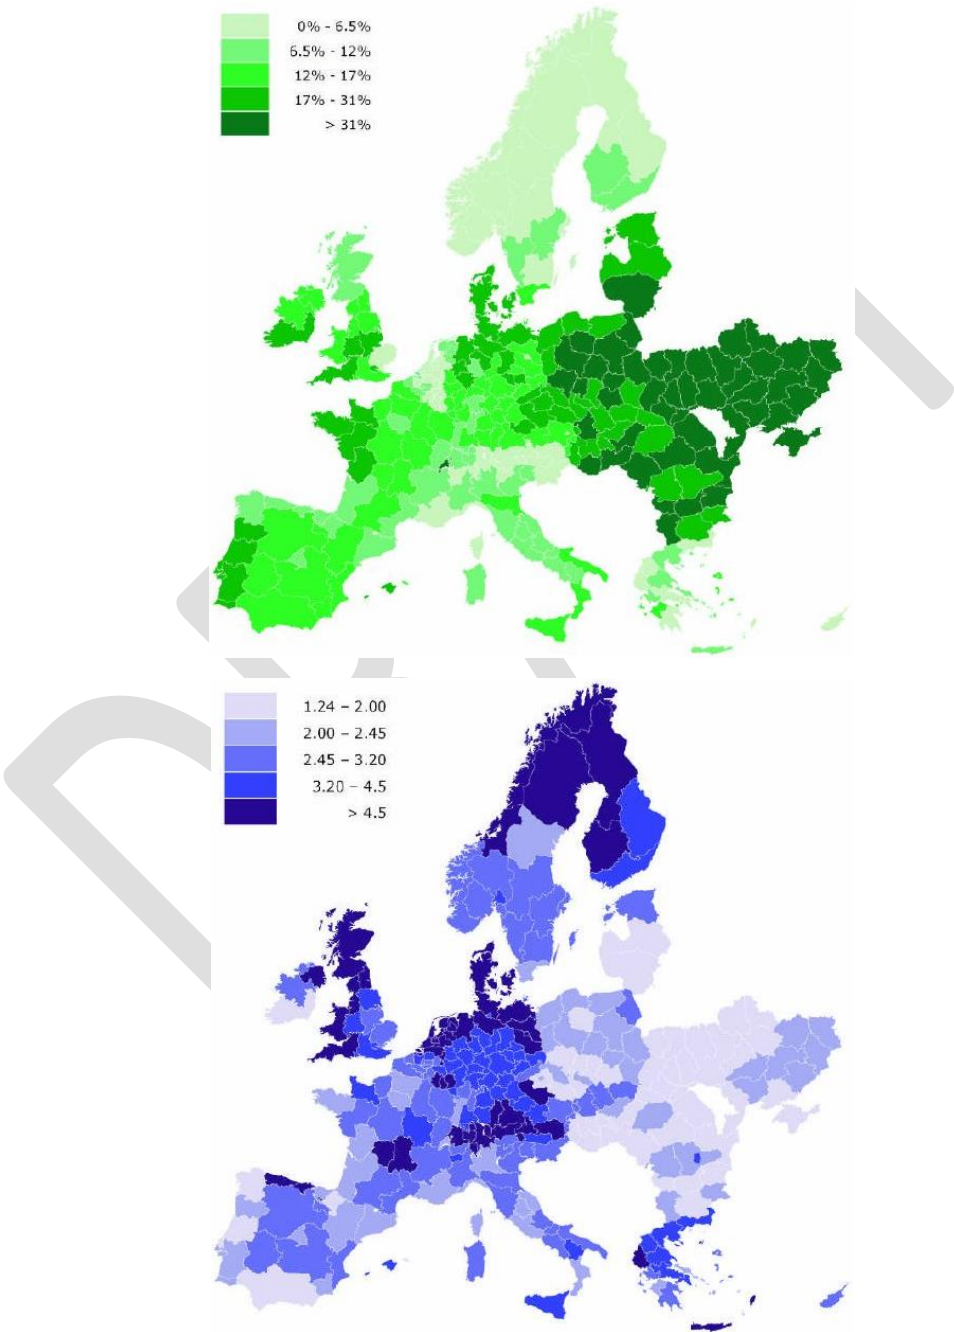 0% - 6.5%
6.5% - 12%
12% - 17%
17% - 31%
> 31%
1.24 – 2.00
2.00 – 2.45
2.45 – 3.20
3.20 – 4.5
> 4.5